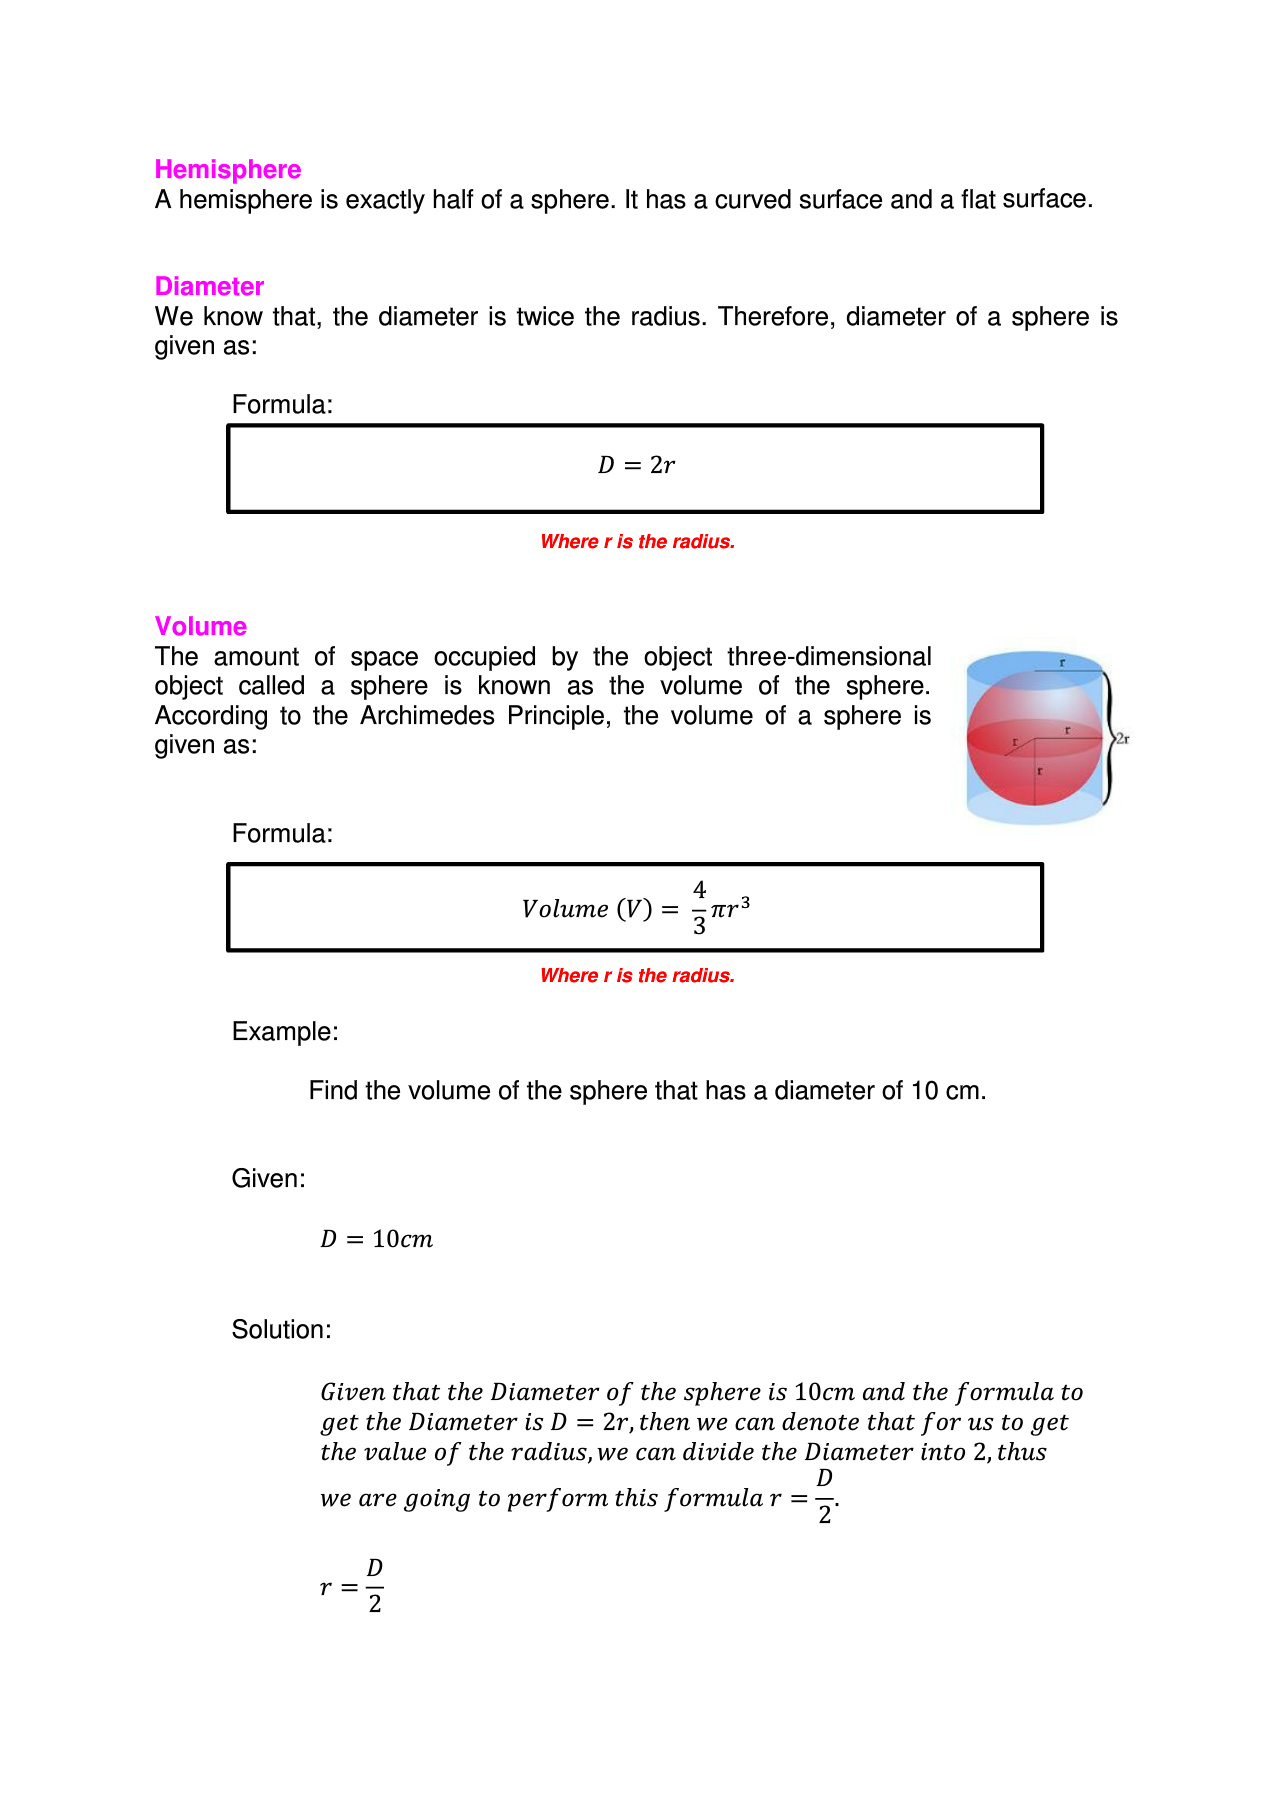 Hemisphere
A hemisphere is exactly half of a sphere. It has a curved surface and a flat surface.
Diameter
We know that, the diameter is twice the radius. Therefore, diameter of a sphere is
given as:
Formula:
D = 2r
Where r is the radius.
Volume
The amount of space occupied by the object three-dimensional
object called a sphere is known as the volume of the sphere.
According to the Archimedes Principle, the volume of a sphere is
given as:
r
r
r
r
2r
Formula:
Volume (V) = 4/3 πr³
Where r is the radius.
Example:
Find the volume of the sphere that has a diameter of 10 cm.
Given:
D = 10cm
Solution:
Given that the Diameter of the sphere is 10cm and the formula to
get the Diameter is D = 2r, then we can denote that for us to get
the value of the radius, we can divide the Diameter into 2, thus
we are going to perform this formula r = D/2.
r = D/2